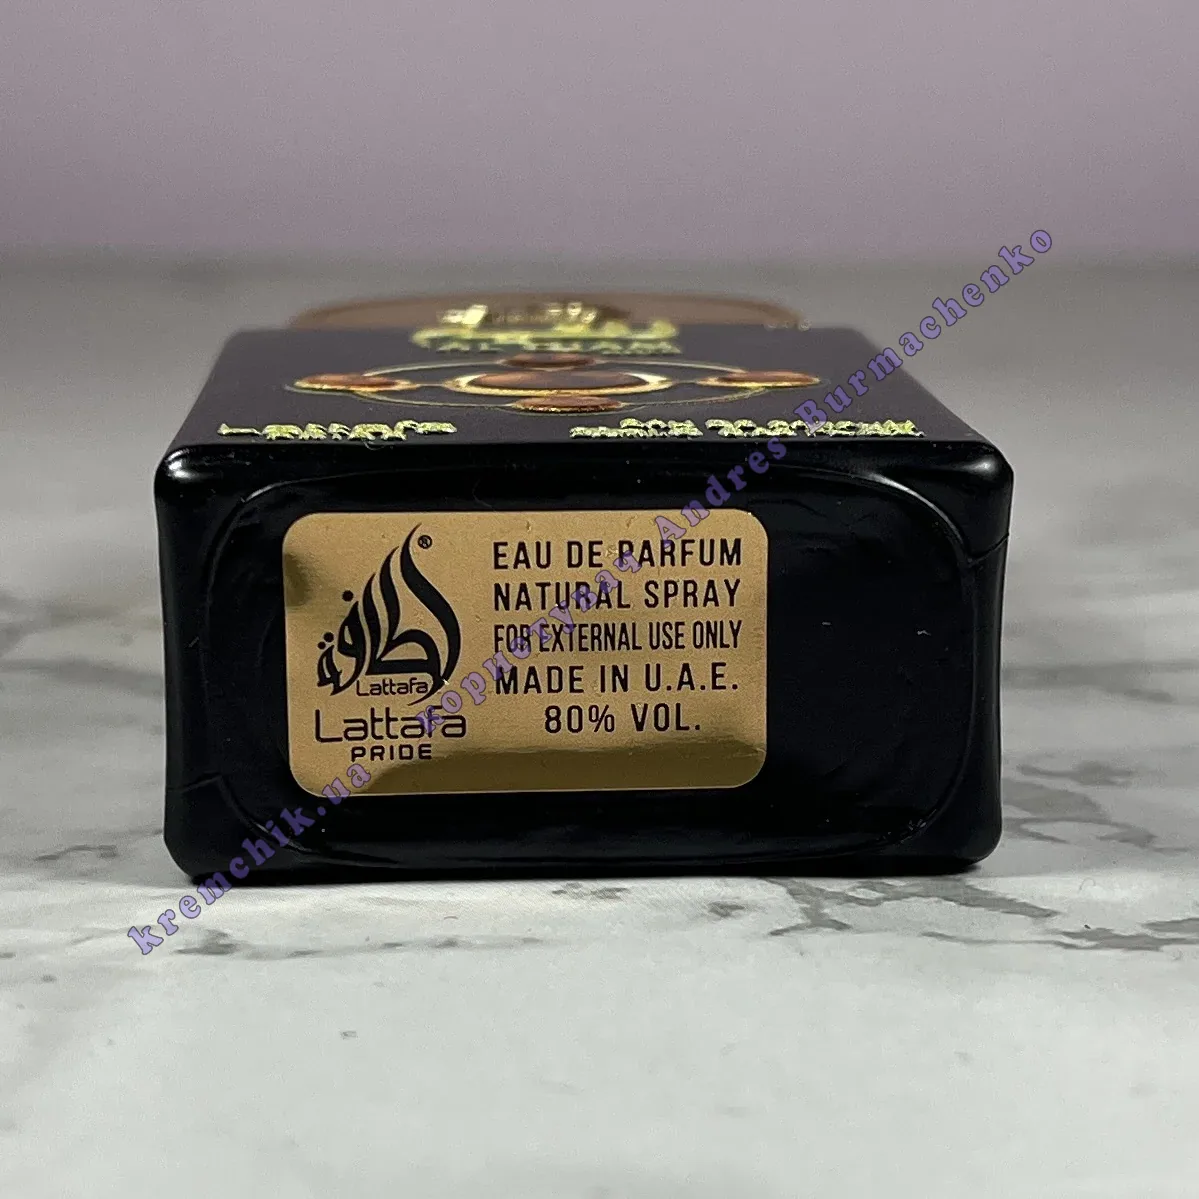 لطافة
Lattafa
Lattafa
PRIDE
EAU DE PARFUM
NATURAL SPRAY
FOR EXTERNAL USE ONLY
MADE IN U.A.E.
80% VOL.
kremchik.ua користувач Andres Burmachenko